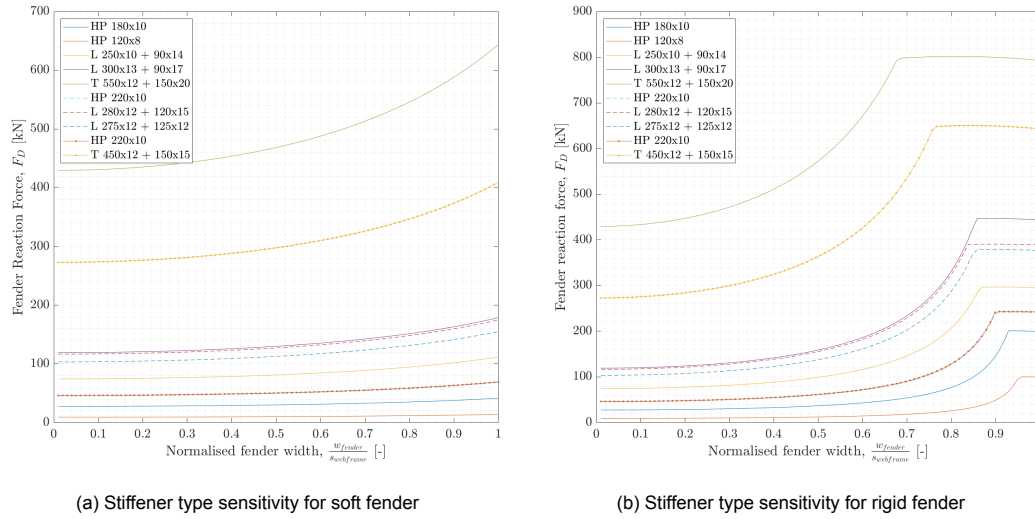 700
600
500
400
300
200
100
0
Fender Reaction Force, F_D [kN]
HP 180x10
HP 120x8
L 250x10 + 90x14
L 300x13 + 90x17
T 550x12 + 150x20
HP 220x10
L 280x12 + 120x15
L 275x12 + 125x12
HP 220x10
T 450x12 + 150x15
0 0.1 0.2 0.3 0.4 0.5 0.6 0.7 0.8 0.9 1
Normalised fender width, w_fender/s_webframe [-]
(a) Stiffener type sensitivity for soft fender
900
800
700
600
500
400
300
200
100
0
Fender reaction force, F_D [kN]
HP 180x10
HP 120x8
L 250x10 + 90x14
L 300x13 + 90x17
T 550x12 + 150x20
HP 220x10
L 280x12 + 120x15
L 275x12 + 125x12
HP 220x10
T 450x12 + 150x15
0 0.1 0.2 0.3 0.4 0.5 0.6 0.7 0.8 0.9
Normalised fender width, w_fender/s_webframe [-]
(b) Stiffener type sensitivity for rigid fender